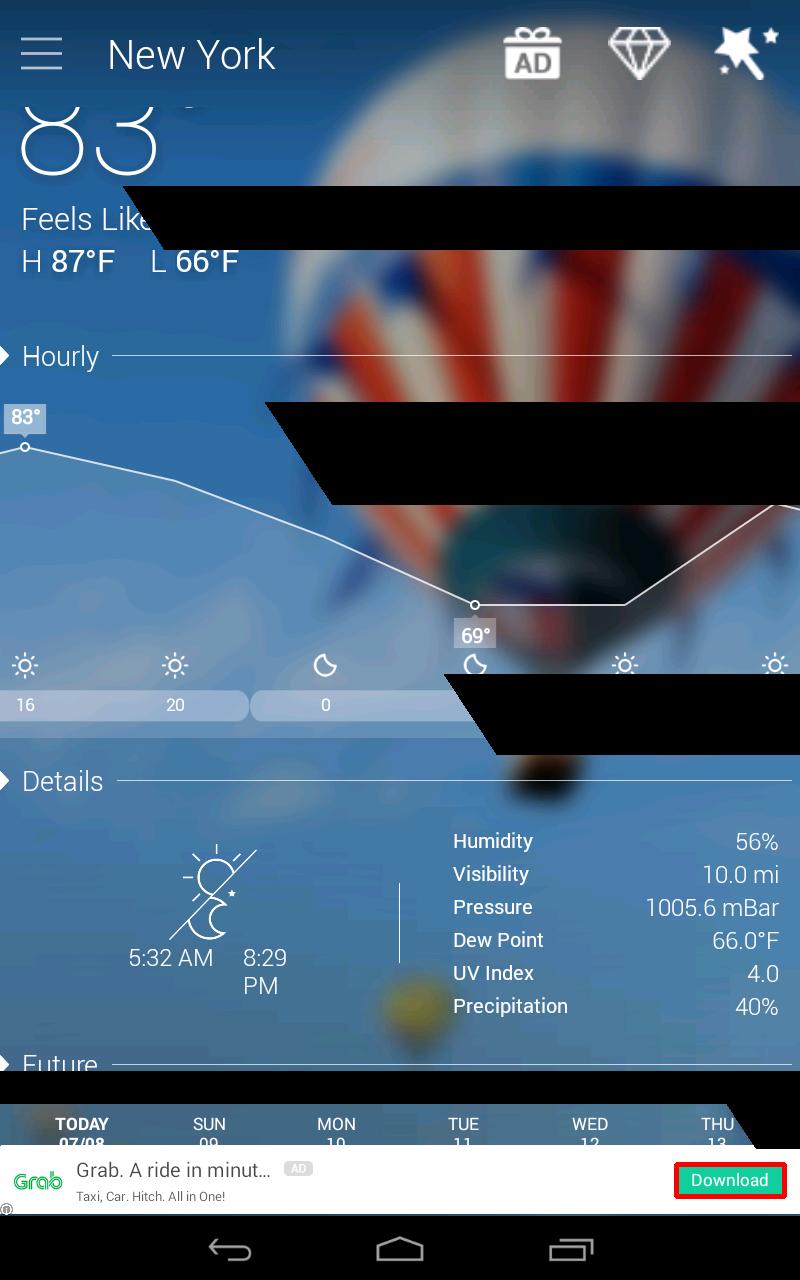 New York
AD
83°
Feels Like
H 87°F L 66°F
Hourly
83°
69°
16 20 0
Details
Humidity 56%
Visibility 10.0 mi
Pressure 1005.6 mBar
Dew Point 66.0°F
UV Index 4.0
Precipitation 40%
5:32 AM 8:29
PM
Future
TODAY SUN MON TUE WED THU
07/08 09 10 11 12 13
Grab Grab. A ride in minut... AD
Taxi, Car. Hitch. All in One!
Download